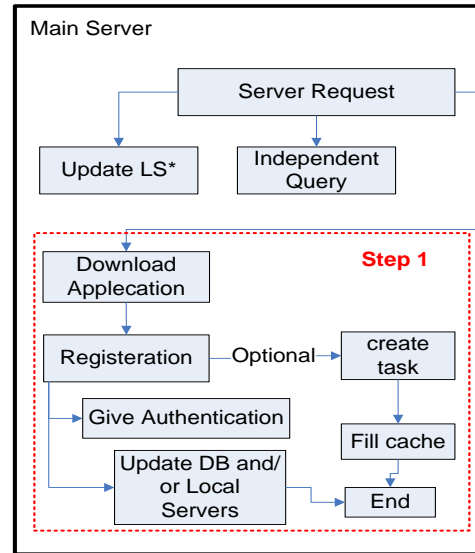 Main Server
Server Request
Update LS*
Independent
Query
Step 1
Download
Applecation
Registeration
Optional
create
task
Give Authentication
Fill cache
Update DB and/
or Local
Servers
End